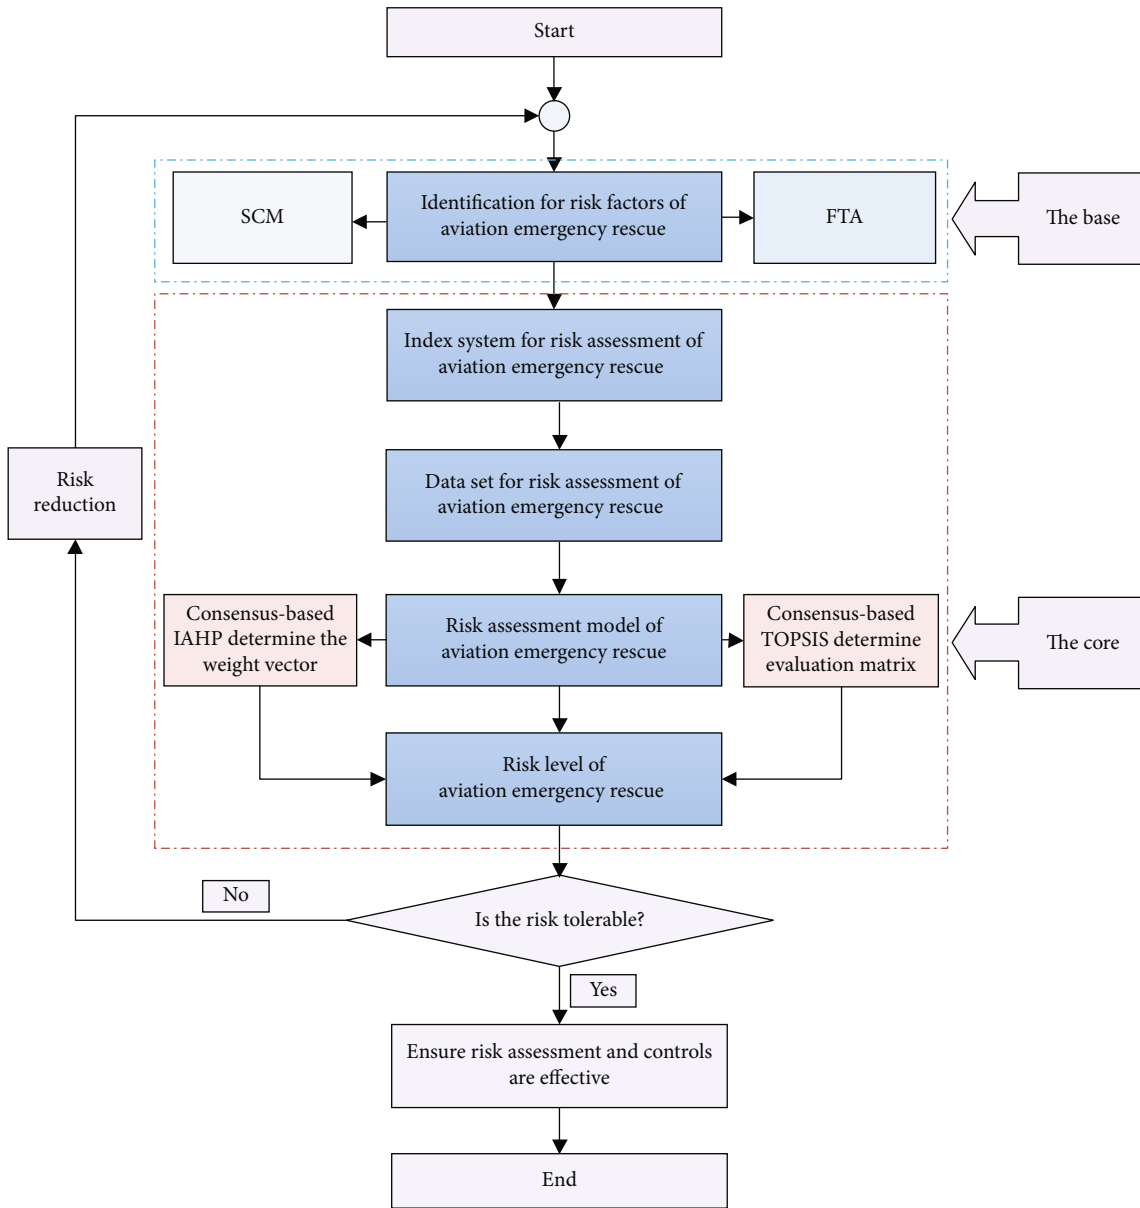 Start
SCM
Identification for risk factors of
aviation emergency rescue
FTA
The base
Index system for risk assessment of
aviation emergency rescue
Risk
reduction
Data set for risk assessment of
aviation emergency rescue
Consensus-based
IAHP determine the
weight vector
Risk assessment model of
aviation emergency rescue
Consensus-based
TOPSIS determine
evaluation matrix
The core
Risk level of
aviation emergency rescue
No
Is the risk tolerable?
Yes
Ensure risk assessment and controls
are effective
End